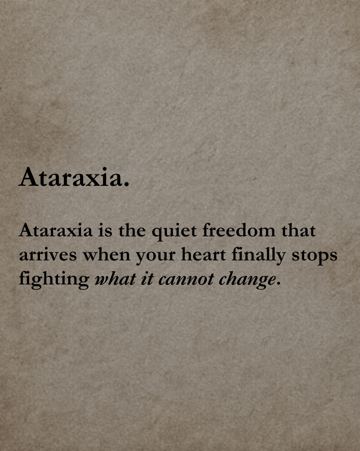 Ataraxia.
Ataraxia is the quiet freedom that
arrives when your heart finally stops
fighting what it cannot change.